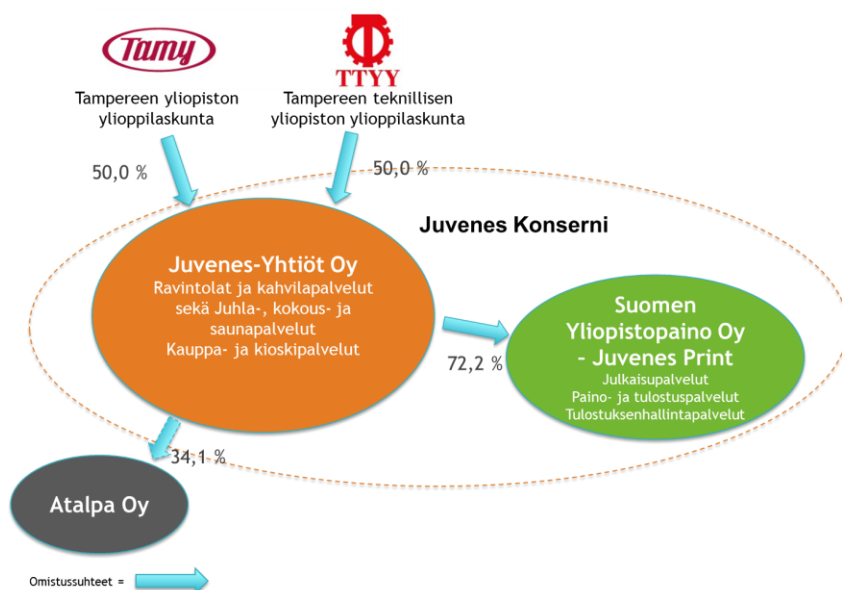 Tamy
TTYY
Tampereen yliopiston
ylioppilaskunta
Tampereen teknillisen
yliopiston ylioppilaskunta
50,0 %
50,0 %
Juvenes Konserni
Juvenes-Yhtiöt Oy
Ravintolat ja kahvilapalvelut
sekä Juhla-, kokous- ja
saunapalvelut
Kauppa- ja kioskipalvelut
72,2 %
Suomen
Yliopistopaino Oy
- Juvenes Print
Julkaisupalvelut
Paino- ja tulostuspalvelut
Tulostuksenhallintapalvelut
34,1 %
Atalpa Oy
Omistussuhteet =